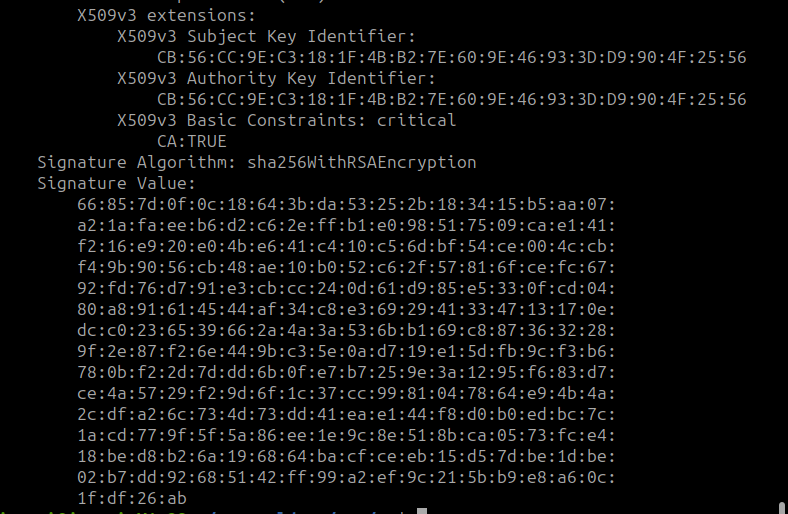 X509v3 extensions:
X509v3 Subject Key Identifier:
CB:56:CC:9E:C3:18:1F:4B:B2:7E:60:9E:46:93:3D:D9:90:4F:25:56
X509v3 Authority Key Identifier:
CB:56:CC:9E:C3:18:1F:4B:B2:7E:60:9E:46:93:3D:D9:90:4F:25:56
X509v3 Basic Constraints: critical
CA:TRUE
Signature Algorithm: sha256WithRSAEncryption
Signature Value:
66:85:7d:0f:0c:18:64:3b:da:53:25:2b:18:34:15:b5:aa:07:
a2:1a:fa:ee:b6:d2:c6:2e:ff:b1:e0:98:51:75:09:ca:e1:41:
f2:16:e9:20:e0:4b:e6:41:c4:10:c5:6d:bf:54:ce:00:4c:cb:
f4:9b:90:56:cb:48:ae:10:b0:52:c6:2f:57:81:6f:ce:fc:67:
92:fd:76:d7:91:e3:cb:cc:24:0d:61:d9:85:e5:33:0f:cd:04:
80:a8:91:61:45:44:af:34:c8:e3:69:29:41:33:47:13:17:0e:
dc:c0:23:65:39:66:2a:4a:3a:53:6b:b1:69:c8:87:36:32:28:
9f:2e:87:f2:6e:44:9b:c3:5e:0a:d7:19:e1:5d:fb:9c:f3:b6:
78:0b:f2:2d:7d:dd:6b:0f:e7:b7:25:9e:3a:12:95:f6:83:d7:
ce:4a:57:29:f2:9d:6f:1c:37:cc:99:81:04:78:64:e9:4b:4a:
2c:df:a2:6c:73:4d:73:dd:41:ea:e1:44:f8:d0:b0:ed:bc:7c:
1a:cd:77:9f:5f:5a:86:ee:1e:9c:8e:51:8b:ca:05:73:fc:e4:
18:be:d8:b2:6a:19:68:64:ba:cf:ce:eb:15:d5:7d:be:1d:be:
02:b7:dd:92:68:51:42:ff:99:a2:ef:9c:21:5b:b9:e8:a6:0c:
1f:df:26:ab